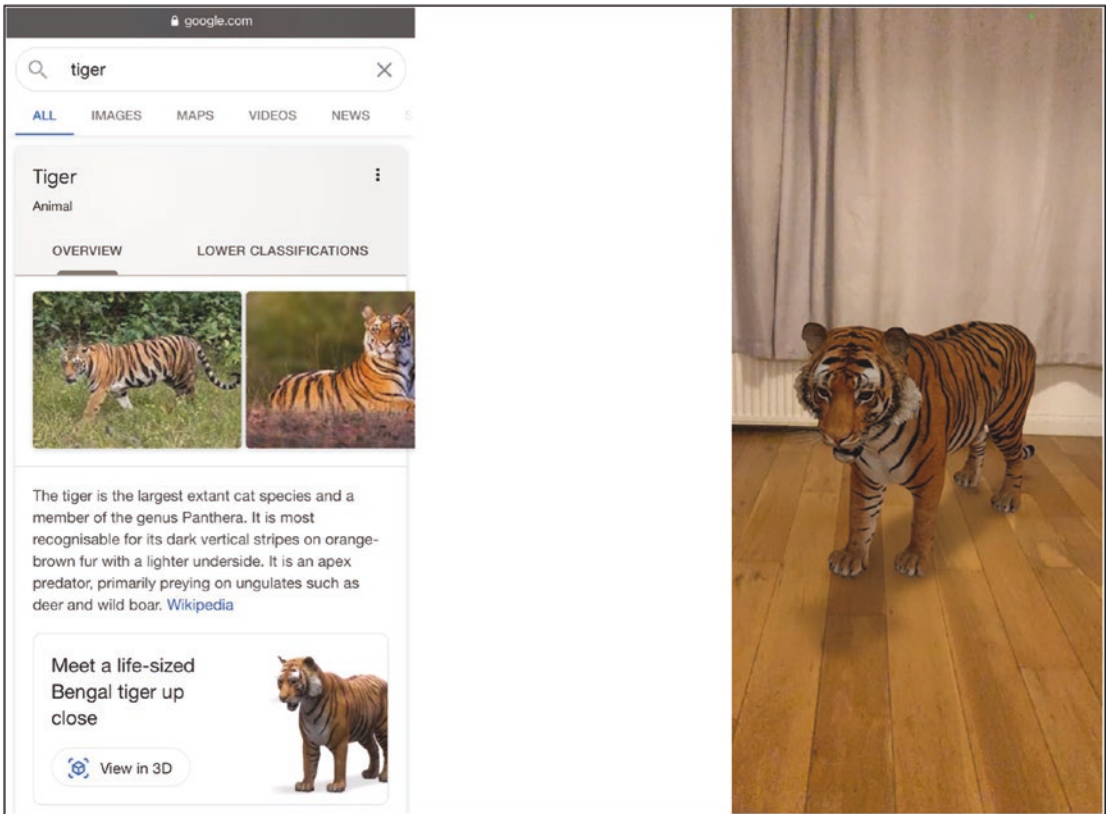 google.com
tiger
ALL IMAGES MAPS VIDEOS NEWS
Tiger
Animal
OVERVIEW LOWER CLASSIFICATIONS
The tiger is the largest extant cat species and a
member of the genus Panthera. It is most
recognisable for its dark vertical stripes on orange-
brown fur with a lighter underside. It is an apex
predator, primarily preying on ungulates such as
deer and wild boar. Wikipedia
Meet a life-sized
Bengal tiger up
close
View in 3D